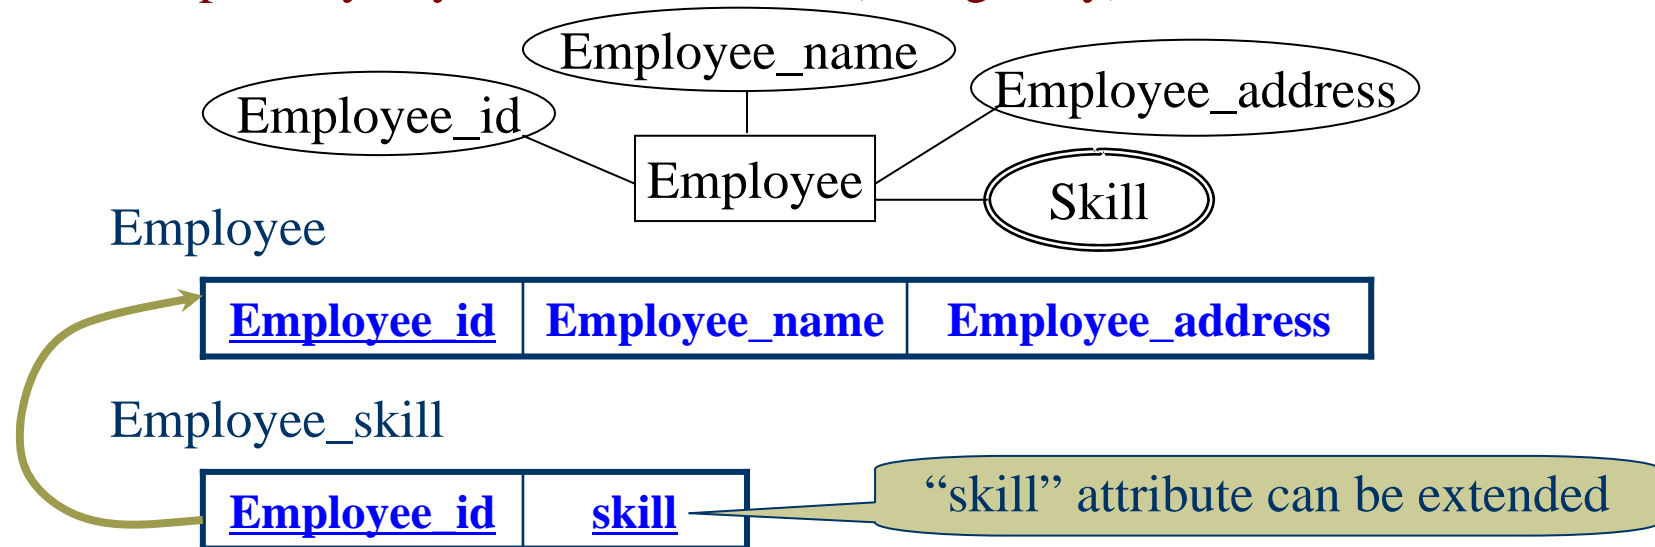 Employee_name
Employee_address
Employee_id
Employee
Skill
Employee
Employee_id Employee_name Employee_address
Employee_skill
Employee_id skill
“skill” attribute can be extended